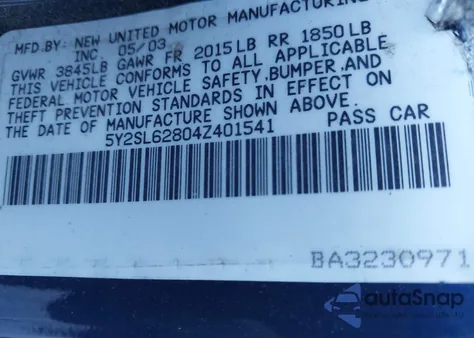 MFD.BY: NEW UNITED MOTOR MANUFACTURING
INC. 05/03
GVWR 3845LB GAWR FR 2015LB RR 1850LB
THIS VEHICLE CONFORMS TO ALL APPLICABLE
FEDERAL MOTOR VEHICLE SAFETY,BUMPER,AND
THEFT PREVENTION STANDARDS IN EFFECT ON
THE DATE OF MANUFACTURE SHOWN ABOVE.
5Y2SL62804Z401541 PASS CAR
BA3230971
autoSnap